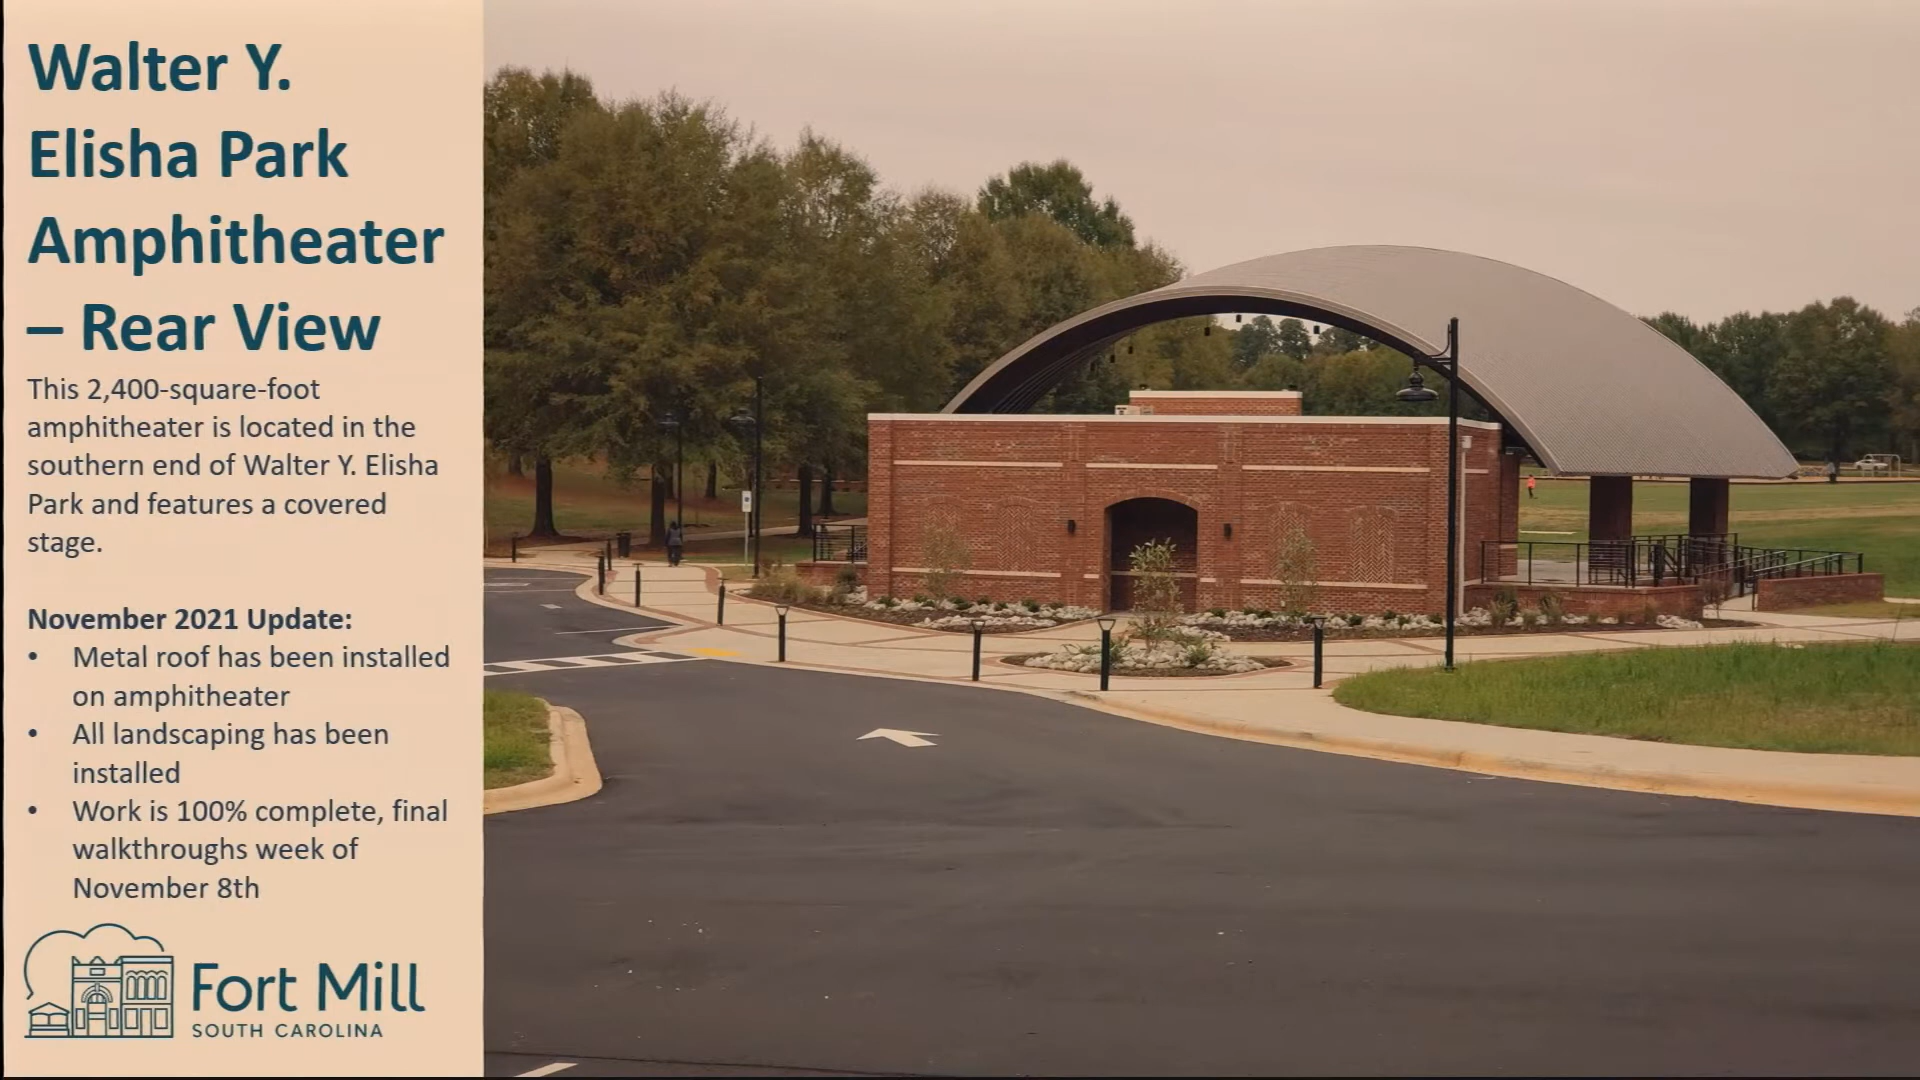 Walter Y.
Elisha Park
Amphitheater
– Rear View
This 2,400-square-foot
amphitheater is located in the
southern end of Walter Y. Elisha
Park and features a covered
stage.
November 2021 Update:
• Metal roof has been installed
on amphitheater
• All landscaping has been
installed
• Work is 100% complete, final
walkthroughs week of
November 8th
Fort Mill
SOUTH CAROLINA